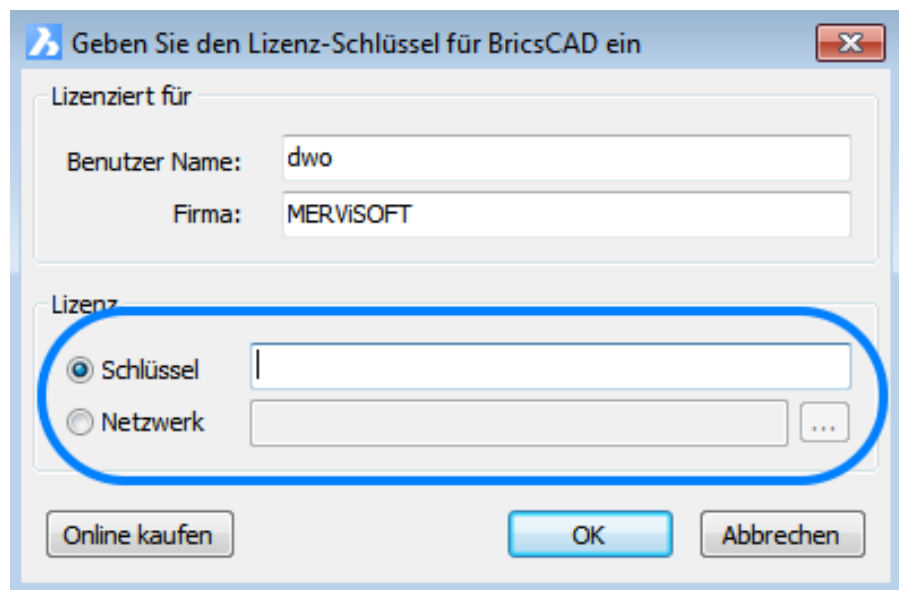 Geben Sie den Lizenz-Schlüssel für BricsCAD ein
Lizenziert für
Benutzer Name: dwo
Firma: MERViSOFT
Lizenz
Schlüssel
Netzwerk ...
Online kaufen OK Abbrechen